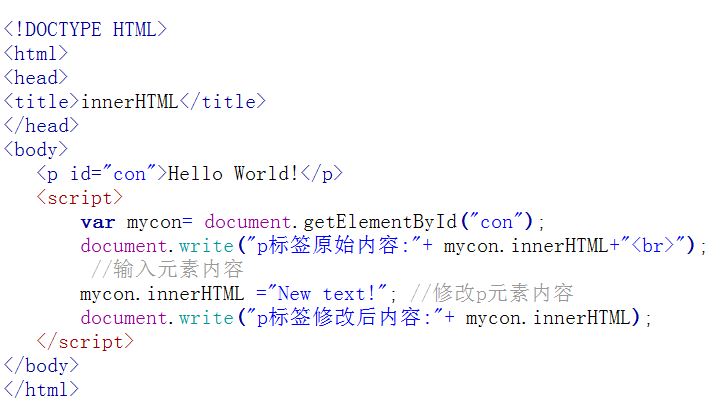 <!DOCTYPE HTML>
<html>
<head>
<title>innerHTML</title>
</head>
<body>
<p id="con">Hello World!</p>
<script>
var mycon= document.getElementById("con");
document.write("p标签原始内容:"+ mycon.innerHTML+"<br>");
//输入元素内容
mycon.innerHTML ="New text!"; //修改p元素内容
document.write("p标签修改后内容:"+ mycon.innerHTML);
</script>
</body>
</html>